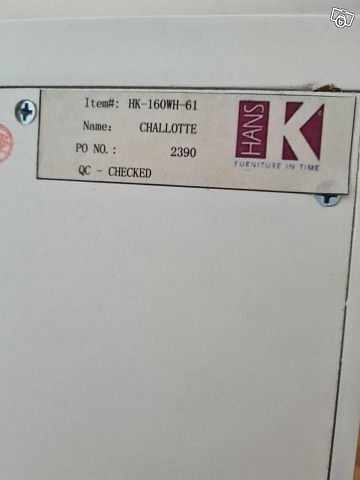 Item#: HK-160WH-61
Name: CHALLOTTE
PO NO.: 2390
QC - CHECKED
HANS K
FURNITURE IN TIME